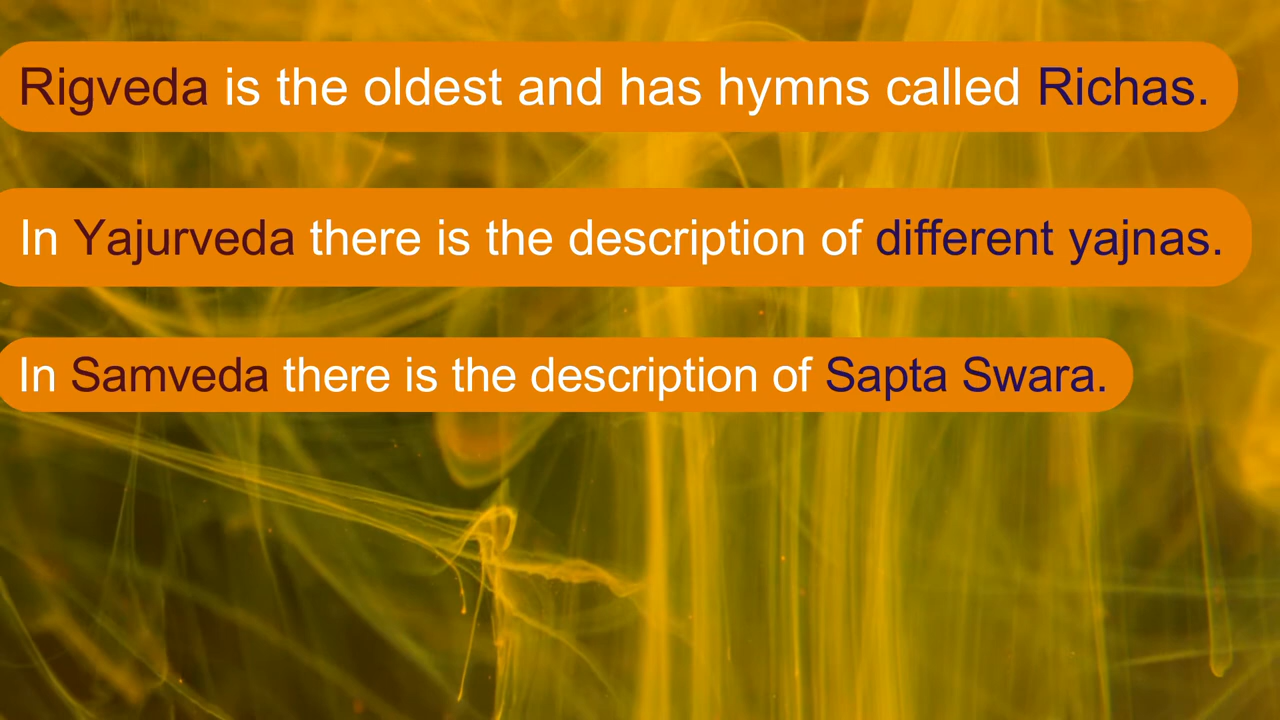 Rigveda is the oldest and has hymns called Richas.
In Yajurveda there is the description of different yajnas.
In Samveda there is the description of Sapta Swara.